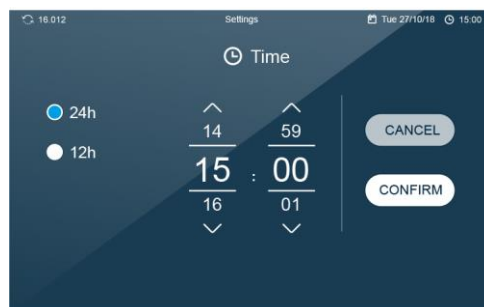 16.012 Settings Tue 27/10/18 15:00
Time
24h
12h
14 59
15 : 00
16 01
CANCEL
CONFIRM